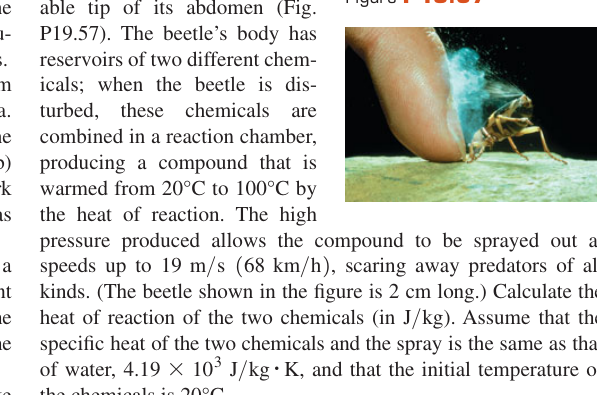 able tip of its abdomen (Fig.
P19.57). The beetle's body has
reservoirs of two different chem-
icals; when the beetle is dis-
turbed, these chemicals are
combined in a reaction chamber,
producing a compound that is
warmed from 20°C to 100°C by
the heat of reaction. The high
pressure produced allows the compound to be sprayed out a
speeds up to 19 m/s (68 km/h), scaring away predators of al
kinds. (The beetle shown in the figure is 2 cm long.) Calculate the
heat of reaction of the two chemicals (in J/kg). Assume that the
specific heat of the two chemicals and the spray is the same as tha
of water, 4.19 × 10³ J/kg · K, and that the initial temperature o
the chemicals is 20°C